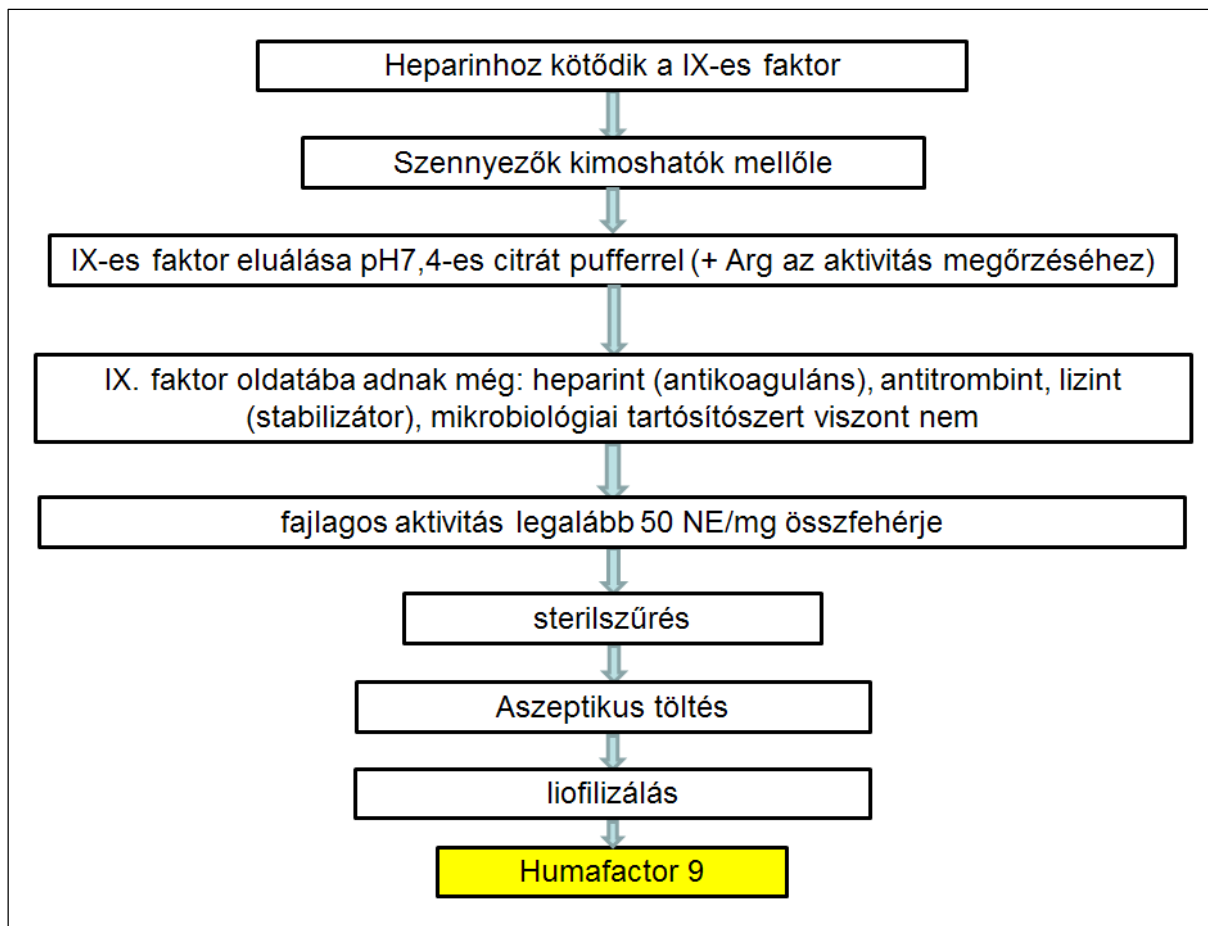 Heparinhoz kötődik a IX-es faktor
Szennyezők kimoshatók mellőle
IX-es faktor eluálása pH7,4-es citrát pufferrel (+ Arg az aktivitás megőrzéséhez)
IX. faktor oldatába adnak még: heparint (antikoaguláns), antitrombint, lizint
(stabilizátor), mikrobiológiai tartósítószert viszont nem
fajlagos aktivitás legalább 50 NE/mg összfehérje
sterilszűrés
Aszeptikus töltés
liofilizálás
Humafactor 9